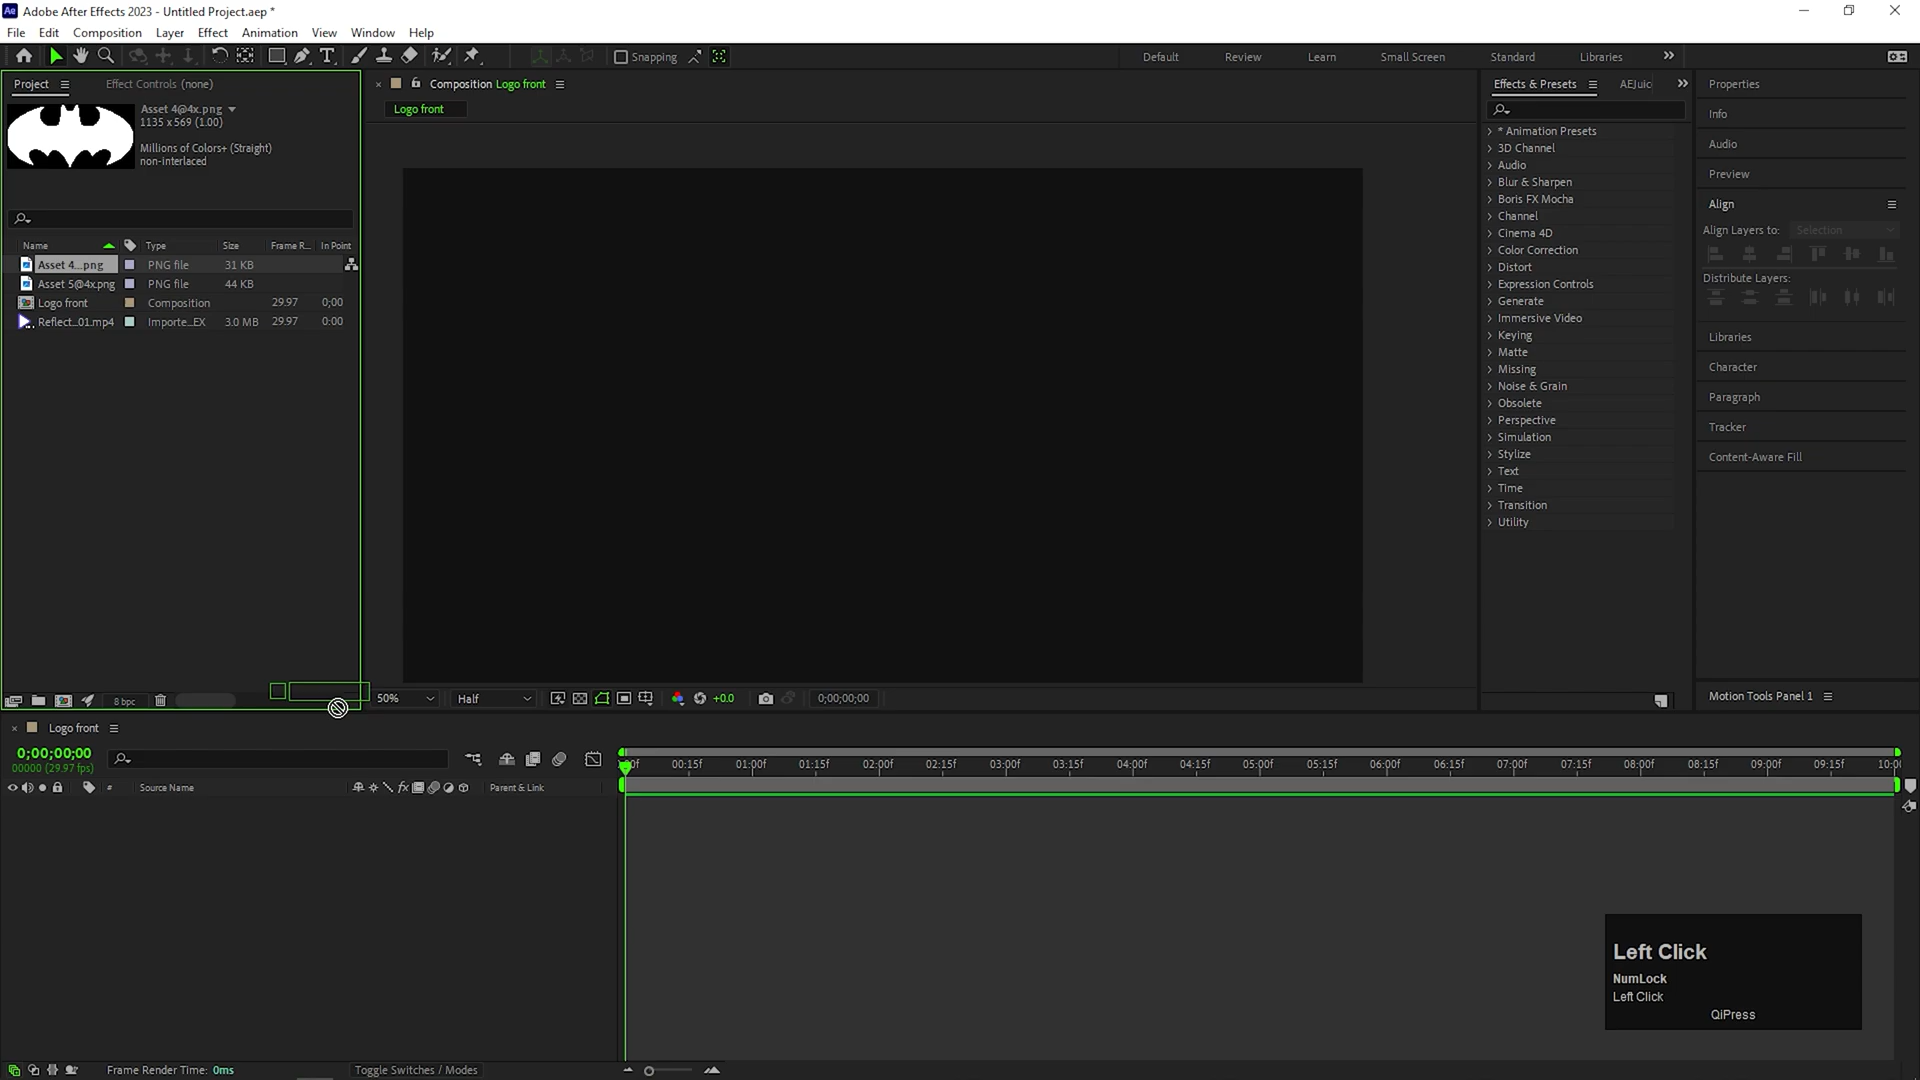 Ae Adobe After Effects 2023 - Untitled Project.aep *
File Edit Composition Layer Effect Animation View Window Help
Snapping Default Review Learn Small Screen Standard Libraries
Project Effect Controls (none)
Composition Logo front
Effects & Presets AEJuic
Properties
Asset 4@4x.png
1135 x 569 (1.00)
Millions of Colors+ (Straight)
non-interlaced
Logo front
Name Type Size Frame R... In Point
Asset 4...png PNG file 31 KB
Asset 5@4x.png PNG file 44 KB
Logo front Composition 29.97 0;00
Reflect...01.mp4 Importe...EX 3.0 MB 29.97 0:00
8 bpc
50% Half +0.0 0;00;00;00
* Animation Presets
3D Channel
Audio
Blur & Sharpen
Boris FX Mocha
Channel
Cinema 4D
Color Correction
Distort
Expression Controls
Generate
Immersive Video
Keying
Matte
Missing
Noise & Grain
Obsolete
Perspective
Simulation
Stylize
Text
Time
Transition
Utility
Info
Audio
Preview
Align
Align Layers to: Selection
Distribute Layers:
Libraries
Character
Paragraph
Tracker
Content-Aware Fill
Motion Tools Panel 1
Logo front
0;00;00;00
00000 (29.97 fps)
# Source Name fx Parent & Link
00:15f 01:00f 01:15f 02:00f 02:15f 03:00f 03:15f 04:00f 04:15f 05:00f 05:15f 06:00f 06:15f 07:00f 07:15f 08:00f 08:15f 09:00f 09:15f 10:0
Left Click
NumLock
Left Click
QiPress
Frame Render Time: 0ms Toggle Switches / Modes